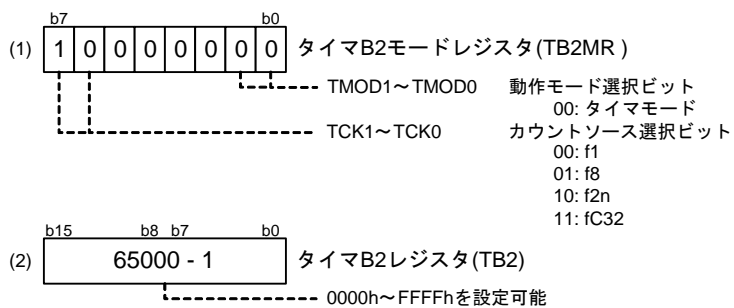 b7 b0
(1) 1 0 0 0 0 0 0 0 タイマB2モードレジスタ(TB2MR )
TMOD1～TMOD0 動作モード選択ビット
00: タイマモード
TCK1～TCK0 カウントソース選択ビット
00: f1
01: f8
10: f2n
11: fC32
b15 b8 b7 b0
(2) 65000 - 1 タイマB2レジスタ(TB2)
0000h～FFFFhを設定可能